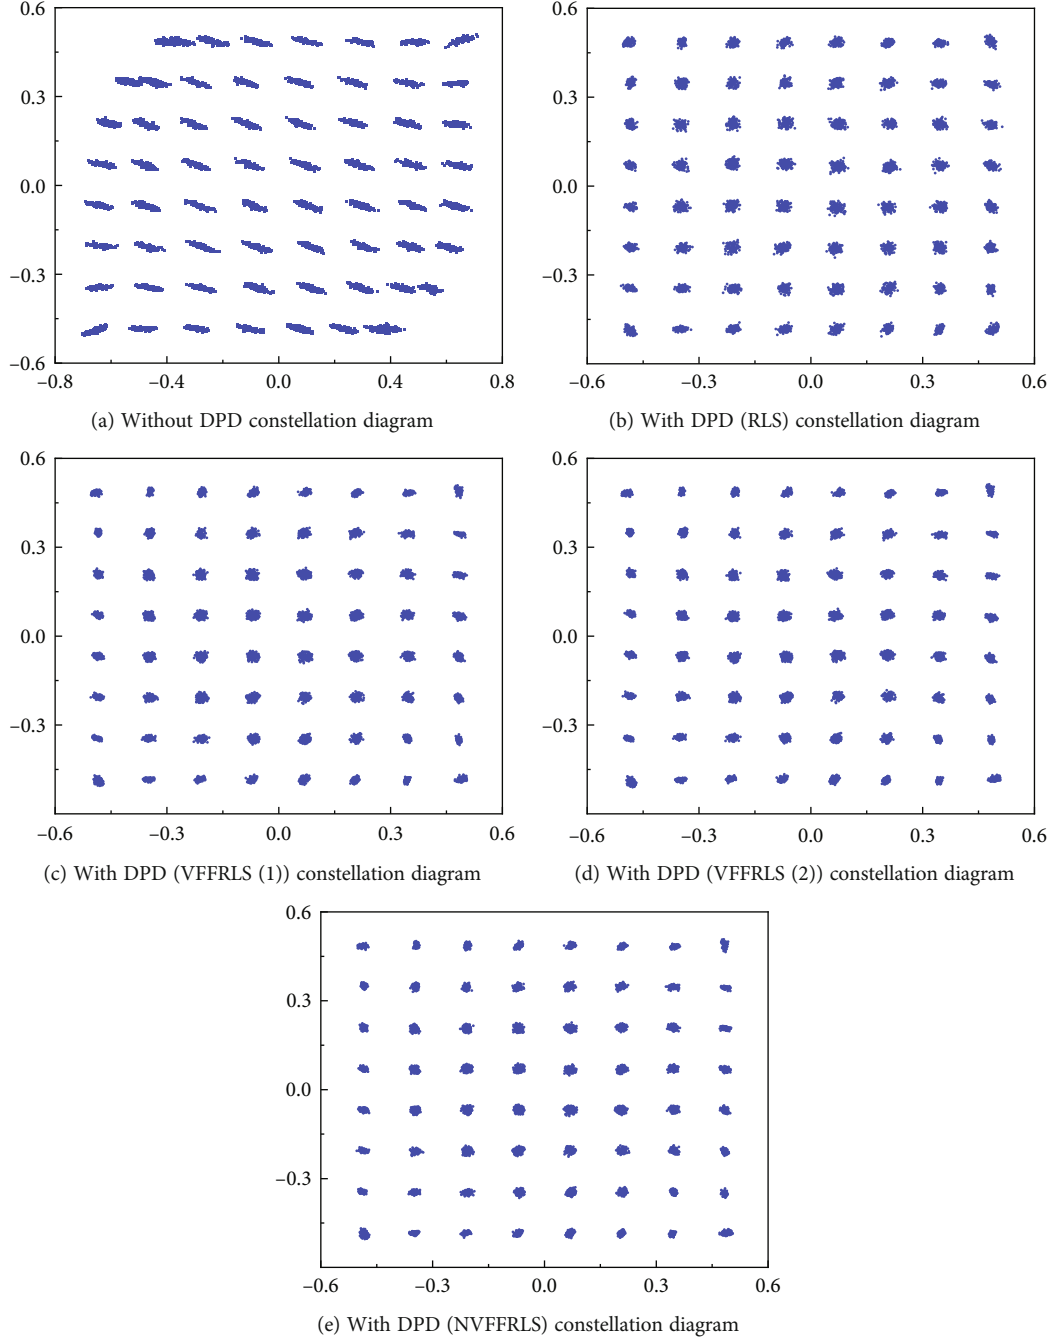 0.6
0.3
0.0
−0.3
−0.6
−0.8 −0.4 0.0 0.4 0.8
(a) Without DPD constellation diagram
0.6
0.3
0.0
−0.3
−0.6 −0.3 0.0 0.3 0.6
(b) With DPD (RLS) constellation diagram
0.6
0.3
0.0
−0.3
−0.6 −0.3 0.0 0.3 0.6
(c) With DPD (VFFRLS (1)) constellation diagram
0.6
0.3
0.0
−0.3
−0.6 −0.3 0.0 0.3 0.6
(d) With DPD (VFFRLS (2)) constellation diagram
0.6
0.3
0.0
−0.3
−0.6 −0.3 0.0 0.3 0.6
(e) With DPD (NVFFRLS) constellation diagram